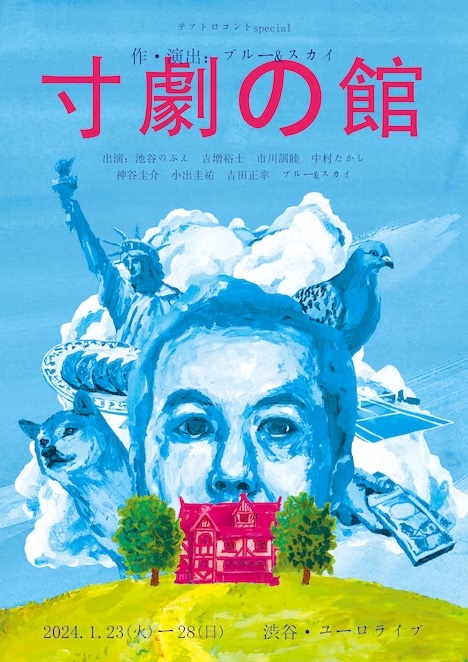 テアトロコントspecial
作・演出: ブルー&スカイ
寸劇の館
出演: 池谷のぶえ 吉増裕士 市川訓睦 中村たかし
神谷圭介 小出圭祐 吉田正幸 ブルー&スカイ
2024.1.23(火)ー28(日) 渋谷・ユーロライブ